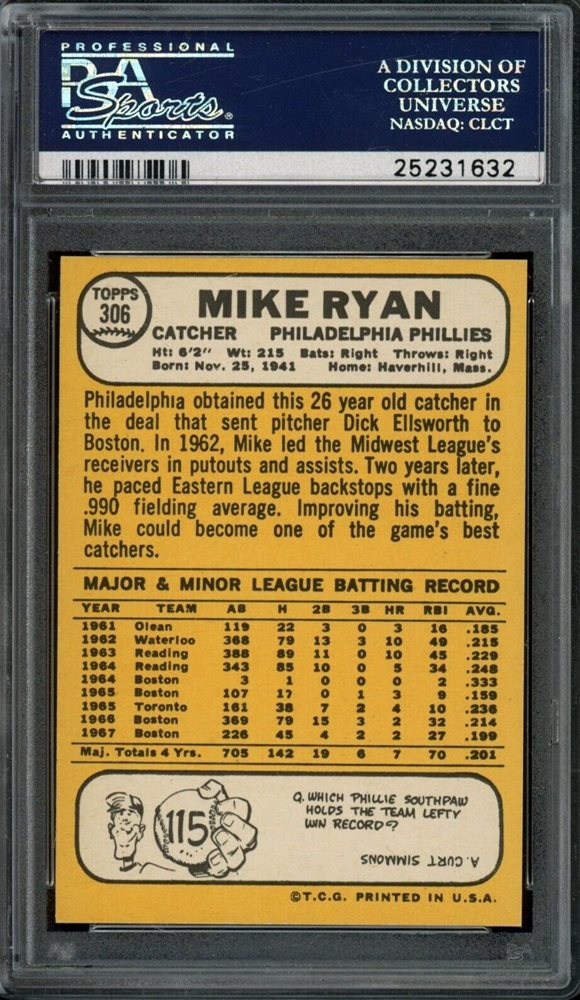 PROFESSIONAL
PSA
Sports®
AUTHENTICATOR
A DIVISION OF
COLLECTORS
UNIVERSE
NASDAQ: CLCT
25231632
TOPPS
306
MIKE RYAN
CATCHER PHILADELPHIA PHILLIES
Ht: 6'2" Wt: 215 Bats: Right Throws: Right
Born: Nov. 25, 1941 Home: Haverhill, Mass.
Philadelphia obtained this 26 year old catcher in
the deal that sent pitcher Dick Ellsworth to
Boston. In 1962, Mike led the Midwest League's
receivers in putouts and assists. Two years later,
he paced Eastern League backstops with a fine
.990 fielding average. Improving his batting,
Mike could become one of the game's best
catchers.
MAJOR & MINOR LEAGUE BATTING RECORD
YEAR TEAM AB H 2B 3B HR RBI AVG.
1961 Olean 119 22 3 0 3 16 .185
1962 Waterloo 368 79 13 3 10 49 .215
1963 Reading 388 89 11 0 10 45 .229
1964 Reading 343 85 10 0 5 34 .248
1964 Boston 3 1 0 0 0 2 .333
1965 Boston 107 17 0 1 3 9 .159
1965 Toronto 161 38 7 2 4 10 .236
1966 Boston 369 79 15 3 2 32 .214
1967 Boston 226 45 4 2 2 27 .199
Maj. Totals 4 Yrs. 705 142 19 6 7 70 .201
115
Q. WHICH PHILLIE SOUTHPAW
HOLDS THE TEAM LEFTY
WIN RECORD?
A. CURT SIMMONS
©T.C.G. PRINTED IN U.S.A.